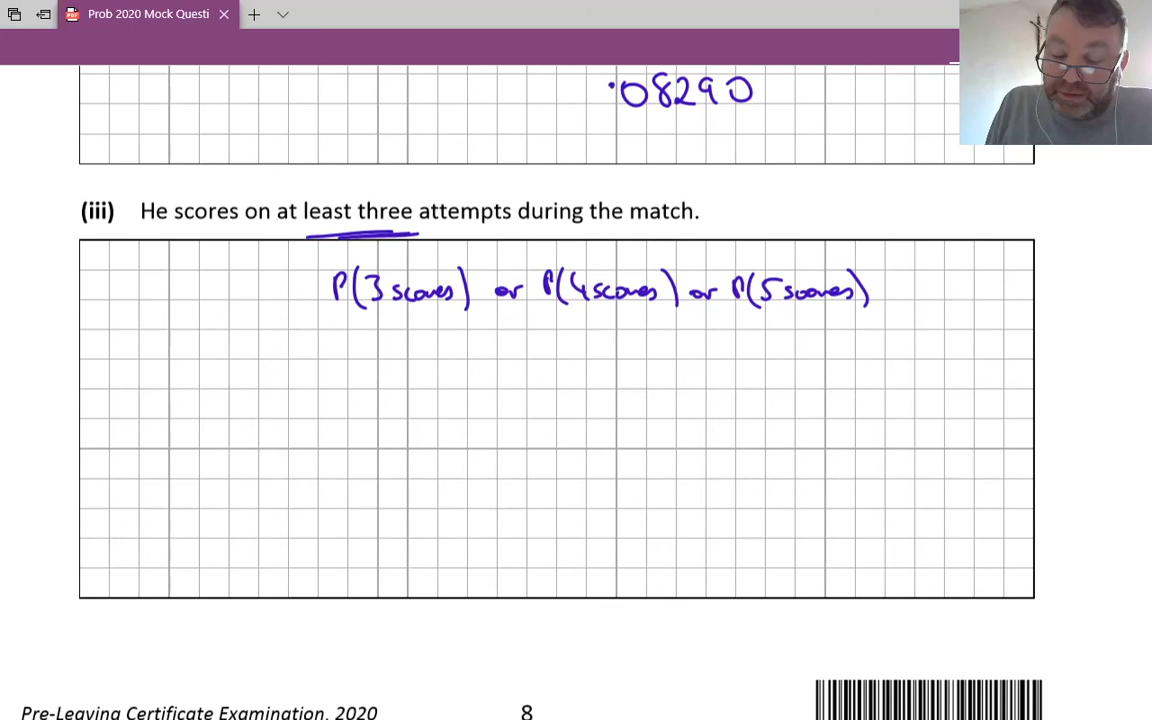 Prob 2020 Mock Questi
·08290
(iii) He scores on at least three attempts during the match.
P(3 scores) or P(4 scores) or P(5 scores)
Pre-Leaving Certificate Examination, 2020
8